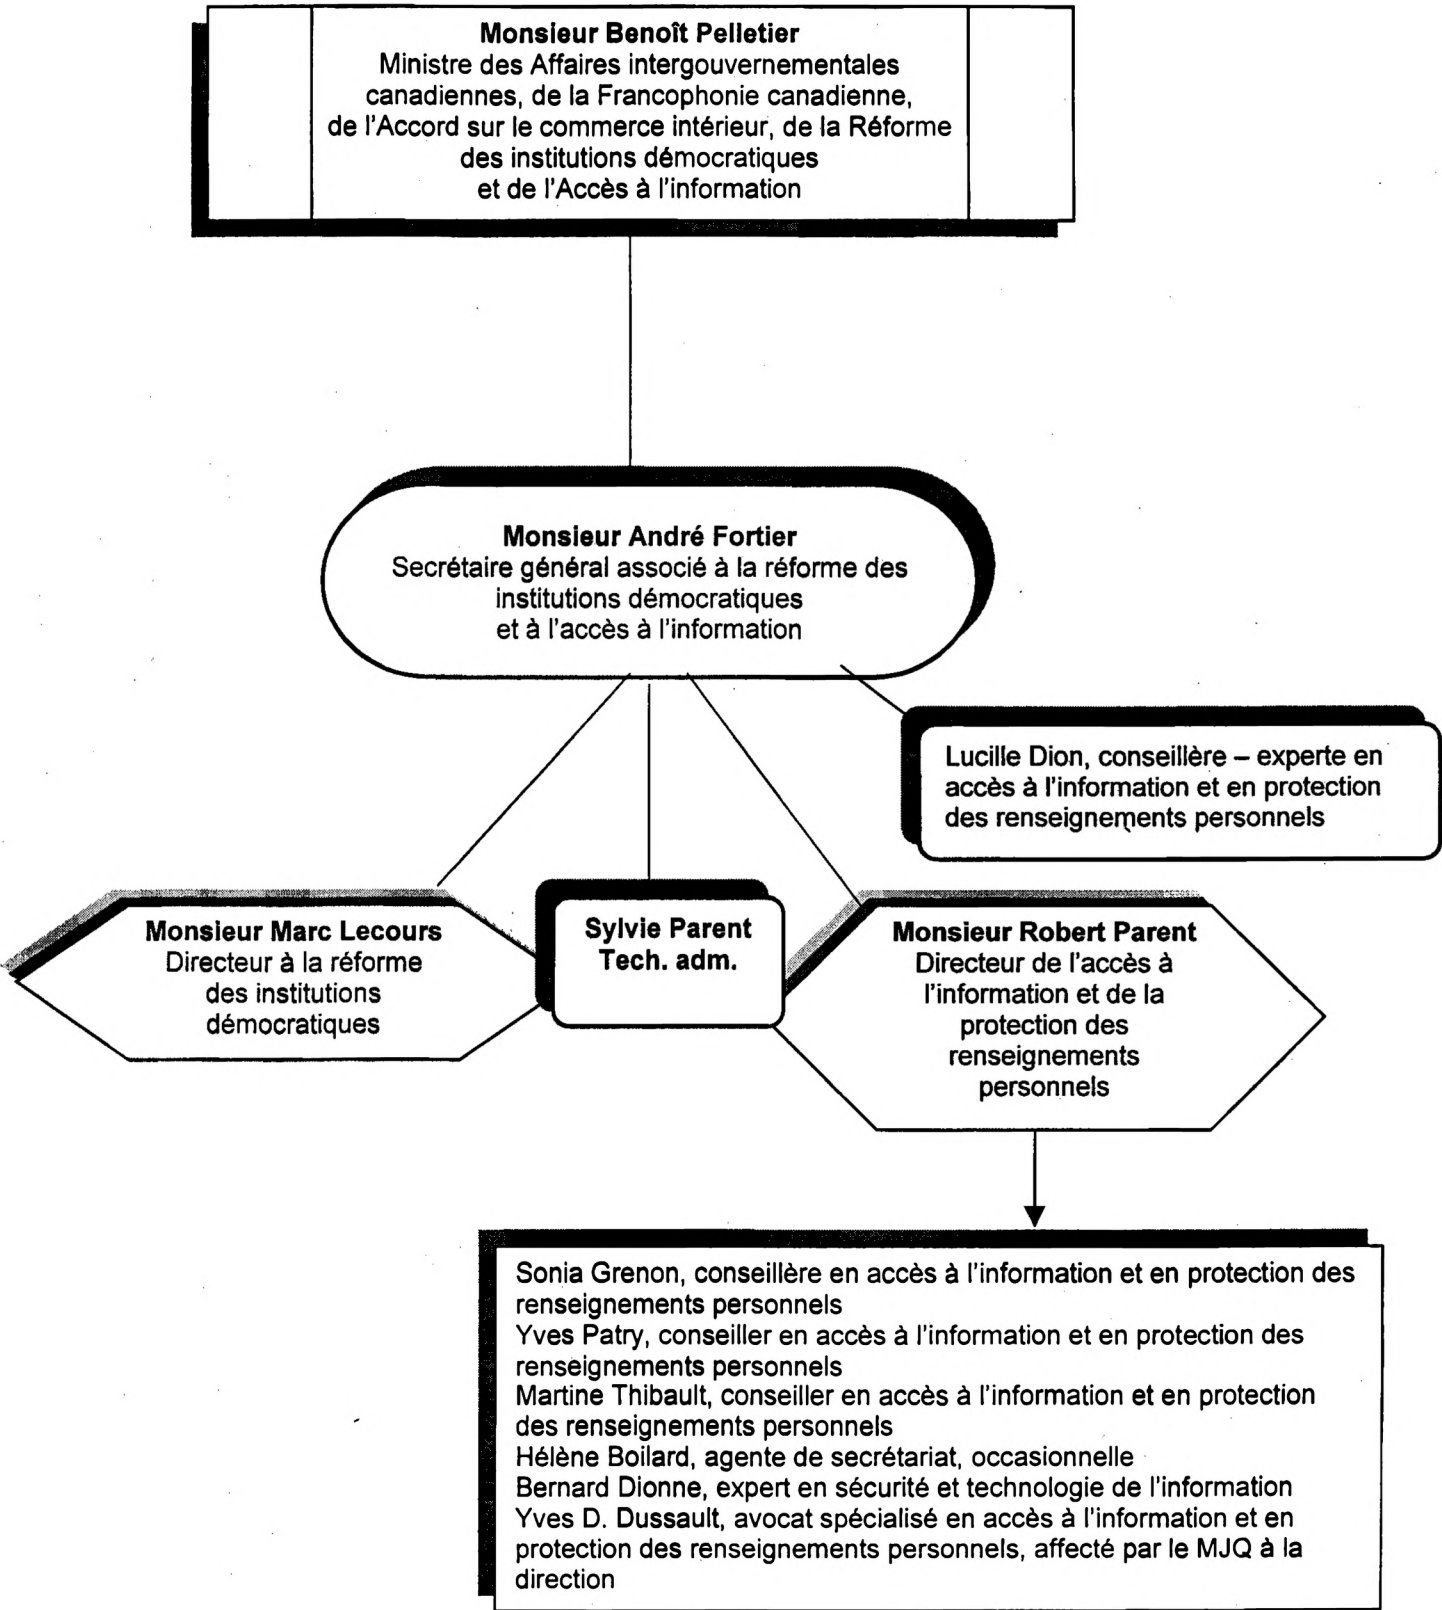 Monsieur Benoît Pelletier
Ministre des Affaires intergouvernementales
canadiennes, de la Francophonie canadienne,
de l'Accord sur le commerce intérieur, de la Réforme
des institutions démocratiques
et de l'Accès à l'information
Monsieur André Fortier
Secrétaire général associé à la réforme des
institutions démocratiques
et à l'accès à l'information
Lucille Dion, conseillère – experte en
accès à l'information et en protection
des renseignements personnels
Monsieur Marc Lecours
Directeur à la réforme
des institutions
démocratiques
Sylvie Parent
Tech. adm.
Monsieur Robert Parent
Directeur de l'accès à
l'information et de la
protection des
renseignements
personnels
Sonia Grenon, conseillère en accès à l'information et en protection des
renseignements personnels
Yves Patry, conseiller en accès à l'information et en protection des
renseignements personnels
Martine Thibault, conseiller en accès à l'information et en protection
des renseignements personnels
Hélène Boilard, agente de secrétariat, occasionnelle
Bernard Dionne, expert en sécurité et technologie de l'information
Yves D. Dussault, avocat spécialisé en accès à l'information et en
protection des renseignements personnels, affecté par le MJQ à la
direction